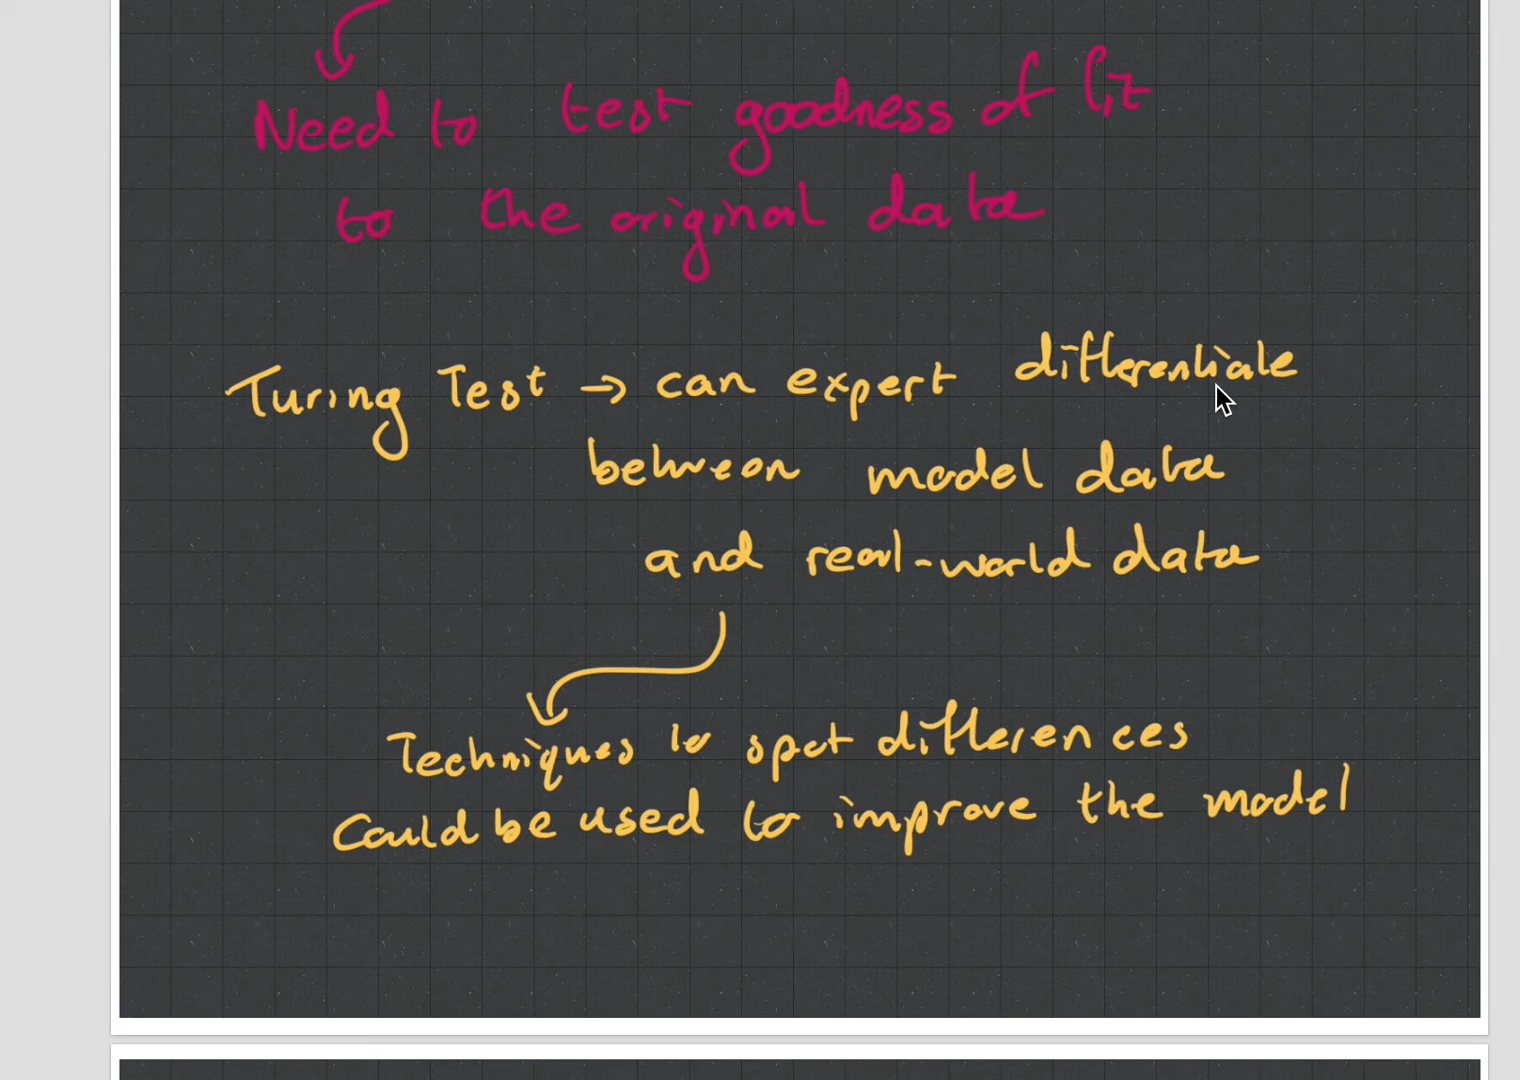 Need to test goodness of fit
to the original data
Turing Test → can expert differentiate
between model data
and real-world data
Techniques to spot differences
Could be used to improve the model